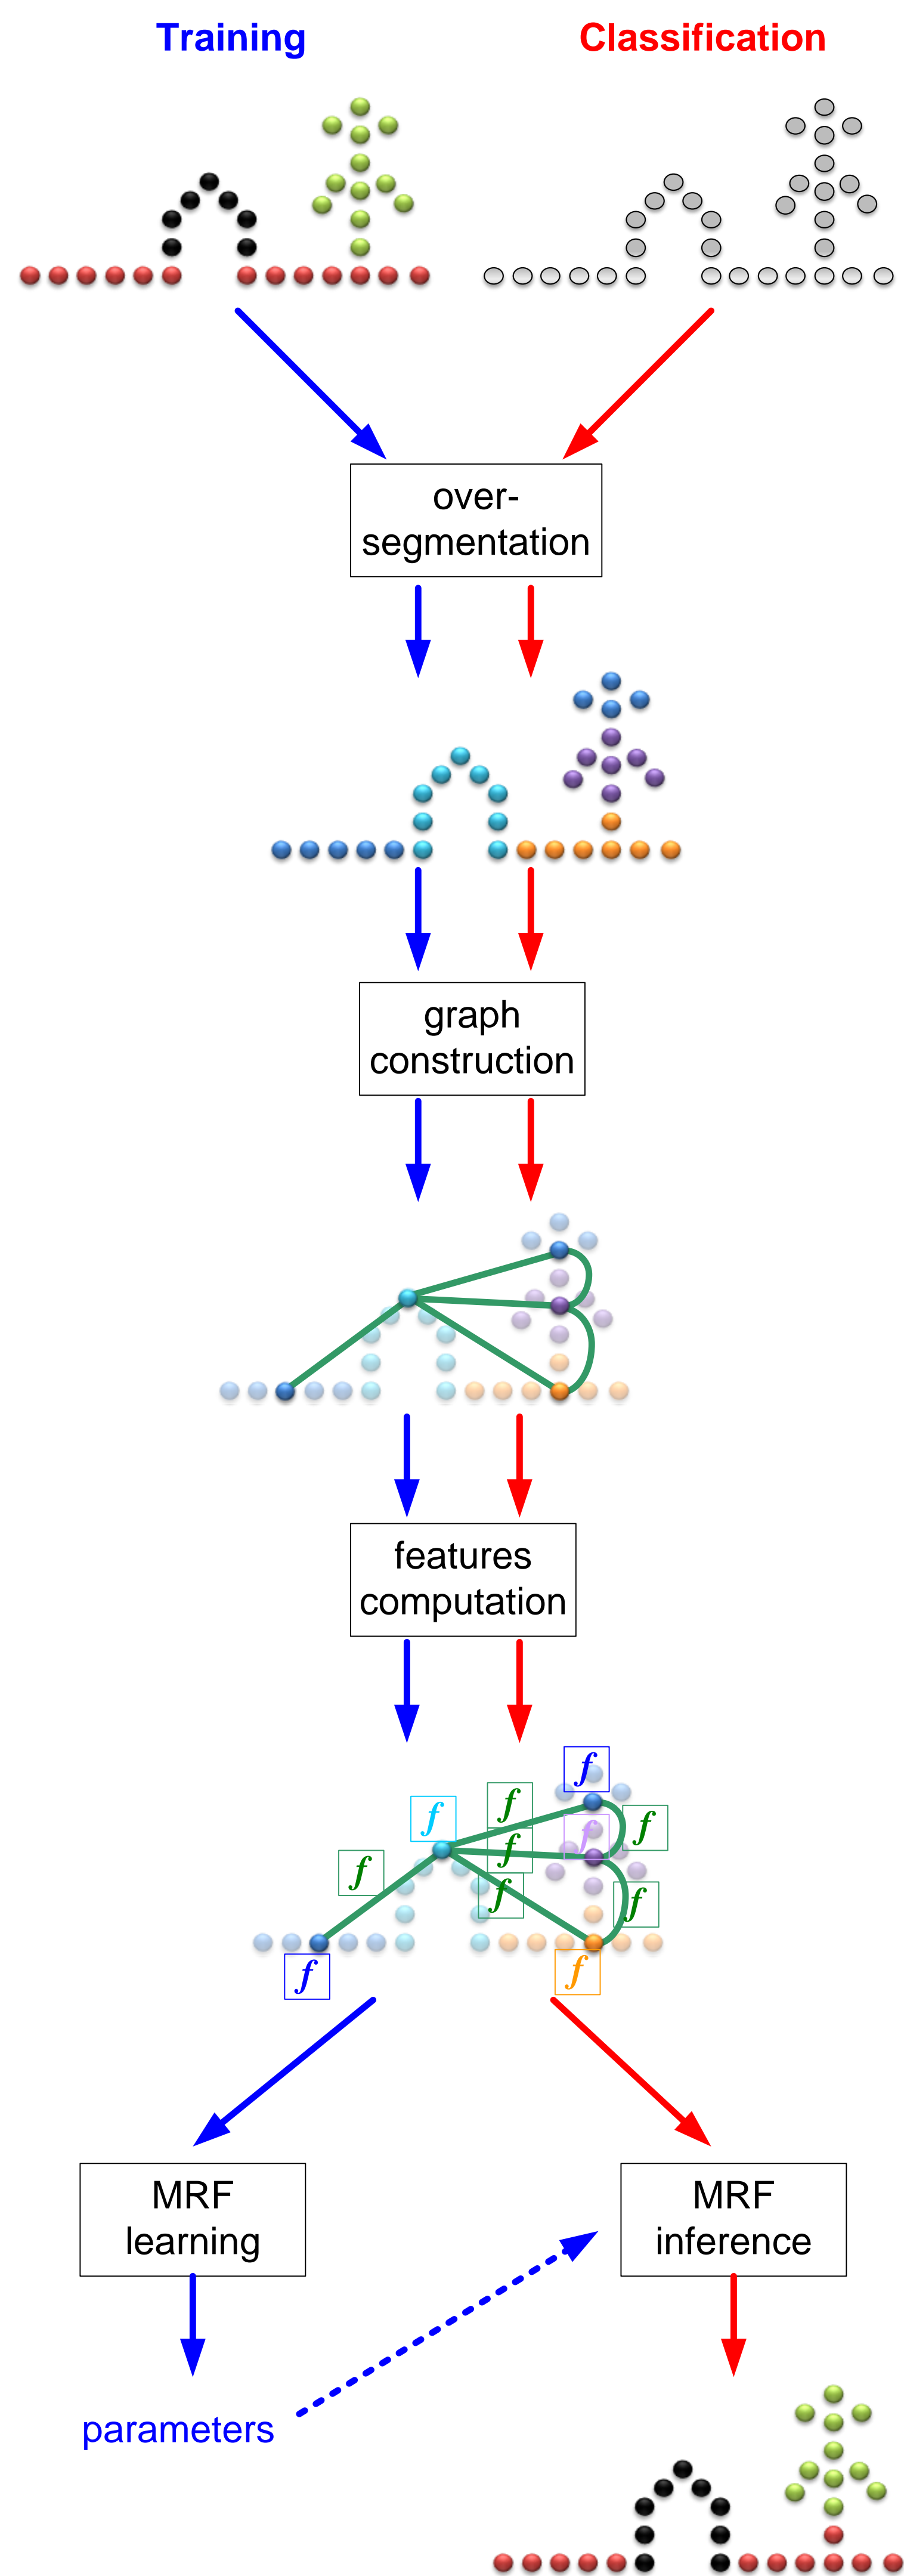 Training
Classification
over-
segmentation
graph
construction
features
computation
f
f
f
f
f
f
f
f
f
f
f
MRF
learning
MRF
inference
parameters